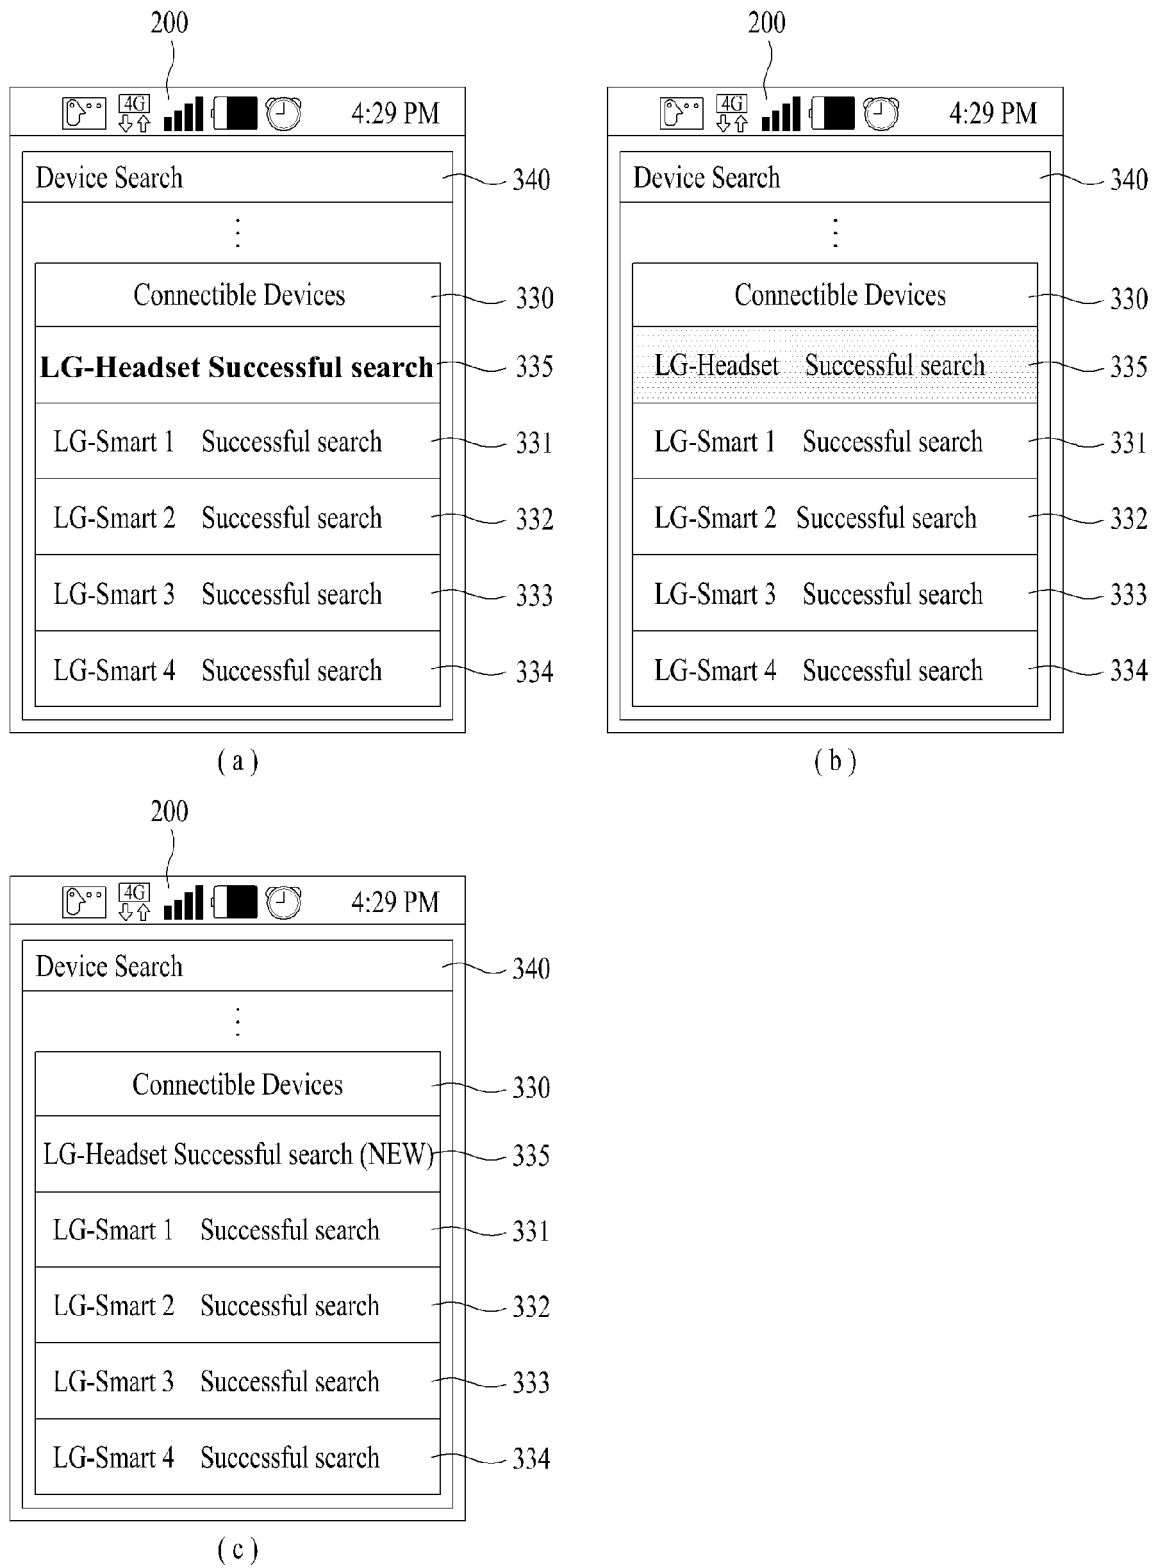 200
4G
4:29 PM
Device Search
340
Connectible Devices
330
LG-Headset Successful search
335
LG-Smart 1 Successful search
331
LG-Smart 2 Successful search
332
LG-Smart 3 Successful search
333
LG-Smart 4 Successful search
334
( a )
200
4G
4:29 PM
Device Search
340
Connectible Devices
330
LG-Headset Successful search
335
LG-Smart 1 Successful search
331
LG-Smart 2 Successful search
332
LG-Smart 3 Successful search
333
LG-Smart 4 Successful search
334
( b )
200
4G
4:29 PM
Device Search
340
Connectible Devices
330
LG-Headset Successful search (NEW)
335
LG-Smart 1 Successful search
331
LG-Smart 2 Successful search
332
LG-Smart 3 Successful search
333
LG-Smart 4 Successful search
334
( c )